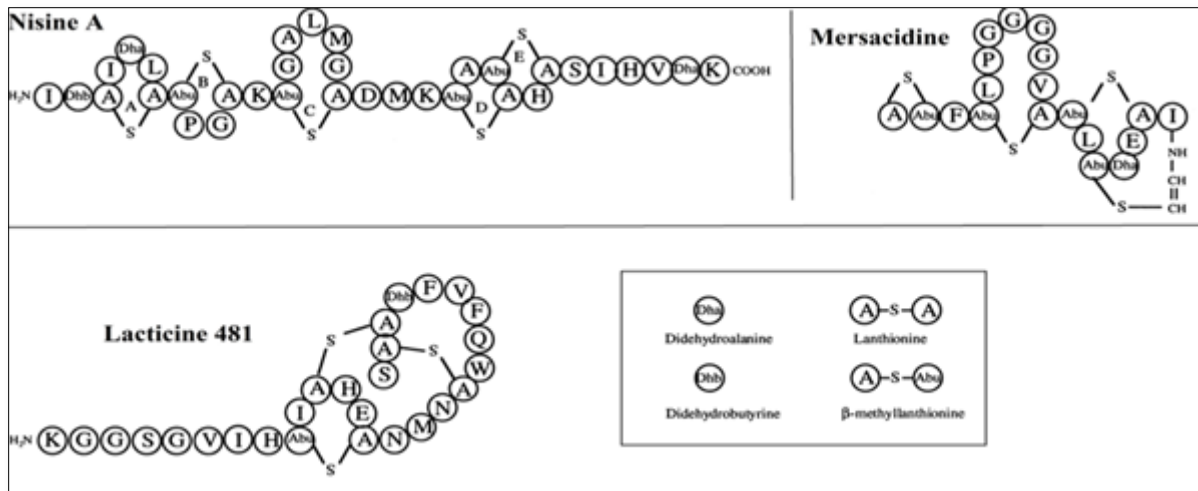 Nisine A
H₂N I Dhb A I Dha L A Abu P G A K Abu G A L M G A D M K Abu A Abu A H A S I H V Dha K COOH
S S S S S
A B C D E
Mersacidine
A Abu F Abu L P G G G G V A Abu L Abu Dha E A I
S S S S
NH
CH
CH
Lacticine 481
H₂N K G G S G V I H Abu I A H E A N M N A W Q F V F Dhb A A S
S S S
Dha
Didehydroalanine
A-S-A
Lanthionine
Dhb
Didehydrobutyrine
A-S-Abu
β-methyllanthionine